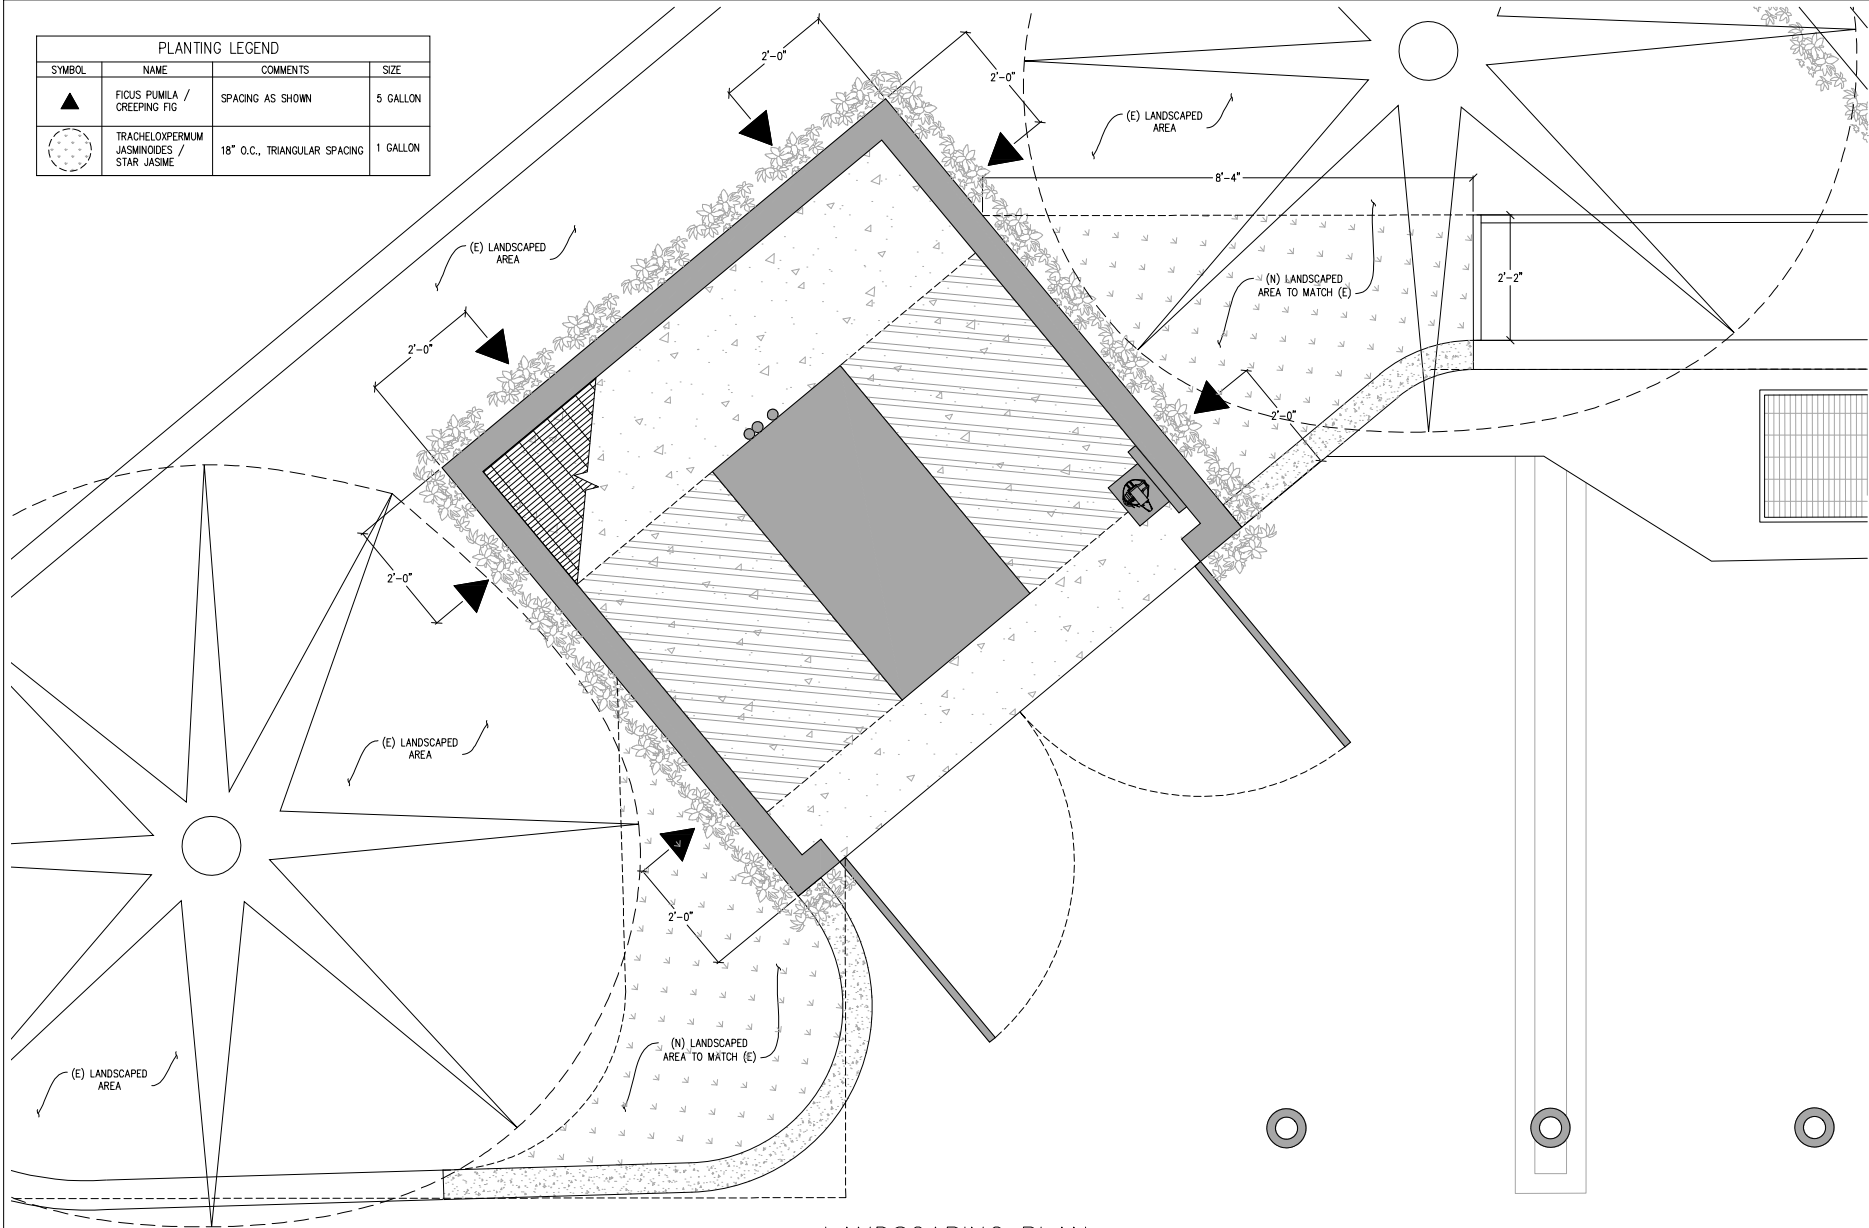 PLANTING LEGEND
SYMBOL NAME COMMENTS SIZE
FICUS PUMILA /
CREEPING FIG
SPACING AS SHOWN
5 GALLON
TRACHELOXPERMUM
JASMINOIDES /
STAR JASIME
18" O.C., TRIANGULAR SPACING
1 GALLON
2'-0"
2'-0"
(E) LANDSCAPED
AREA
8'-4"
(E) LANDSCAPED
AREA
(N) LANDSCAPED
AREA TO MATCH (E)
2'-2"
2'-0"
2'-0"
2'-0"
(E) LANDSCAPED
AREA
2'-0"
(N) LANDSCAPED
AREA TO MATCH (E)
(E) LANDSCAPED
AREA